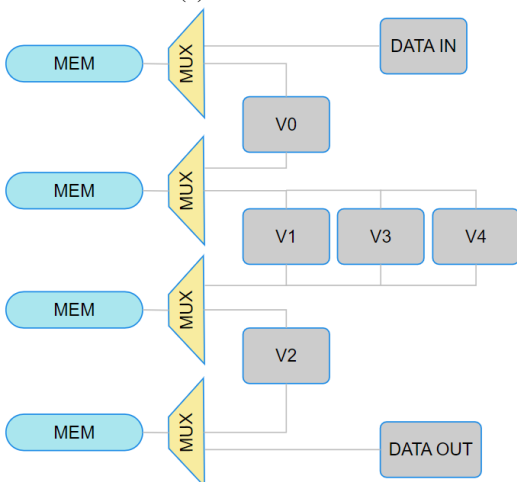 MEM
MUX
DATA IN
V0
MEM
MUX
V1
V3
V4
MEM
MUX
V2
MEM
MUX
DATA OUT